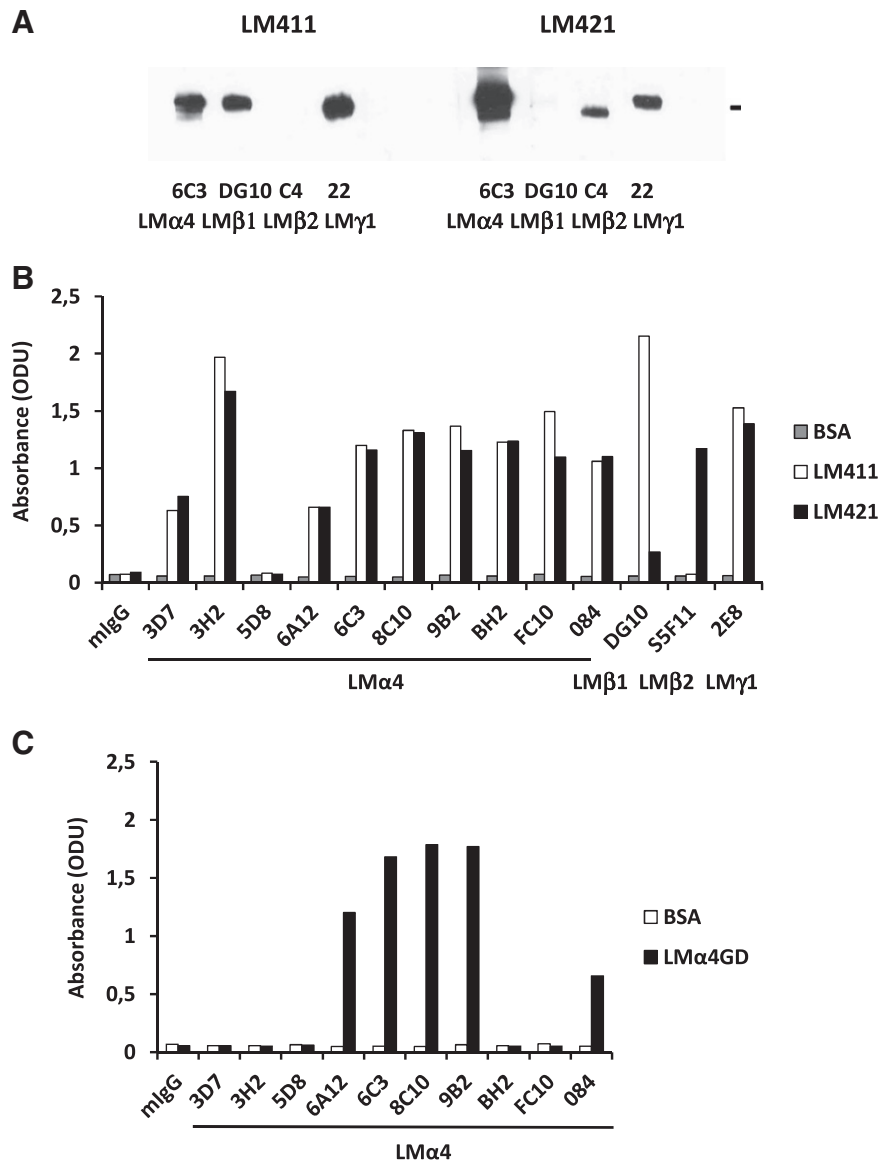 A
LM411 LM421
6C3 DG10 C4 22 6C3 DG10 C4 22
LMα4 LMβ1 LMβ2 LMγ1 LMα4 LMβ1 LMβ2 LMγ1
B
Absorbance (ODU)
2,5
2
1,5
1
0,5
0
BSA
LM411
LM421
mIgG 3D7 3H2 5D8 6A12 6C3 8C10 9B2 BH2 FC10 084 DG10 S5F11 2E8
LMα4 LMβ1 LMβ2 LMγ1
C
Absorbance (ODU)
2,5
2
1,5
1
0,5
0
BSA
LMα4GD
mIgG 3D7 3H2 5D8 6A12 6C3 8C10 9B2 BH2 FC10 084
LMα4